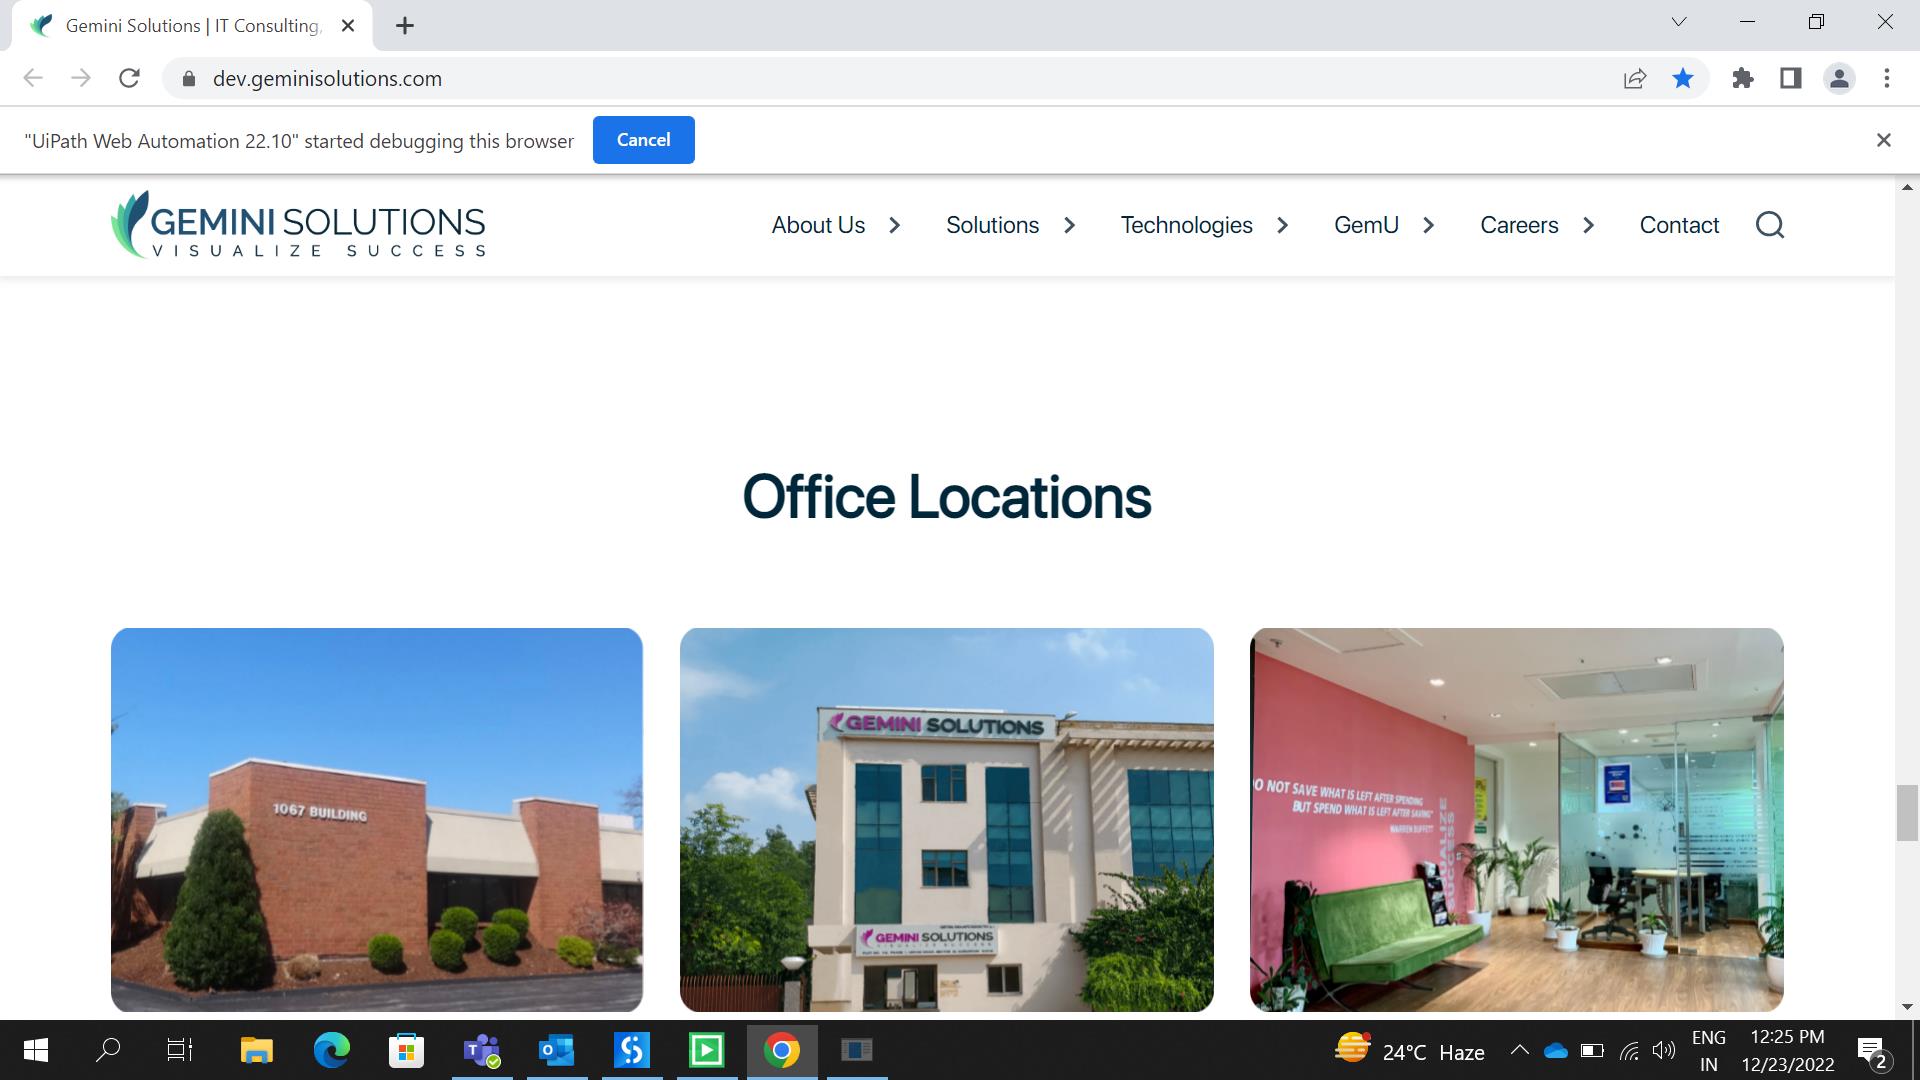 Gemini Solutions | IT Consulting,
dev.geminisolutions.com
"UiPath Web Automation 22.10" started debugging this browser
Cancel
GEMINI SOLUTIONS
VISUALIZE SUCCESS
About Us
Solutions
Technologies
GemU
Careers
Contact
Office Locations
1067 BUILDING
GEMINI SOLUTIONS
GEMINI SOLUTIONS
O NOT SAVE WHAT IS LEFT AFTER SPENDING
BUT SPEND WHAT IS LEFT AFTER SAVING"
WARREN BUFFETT
VISUALIZE
SUCCESS
24°C Haze
ENG
IN
12:25 PM
12/23/2022
2